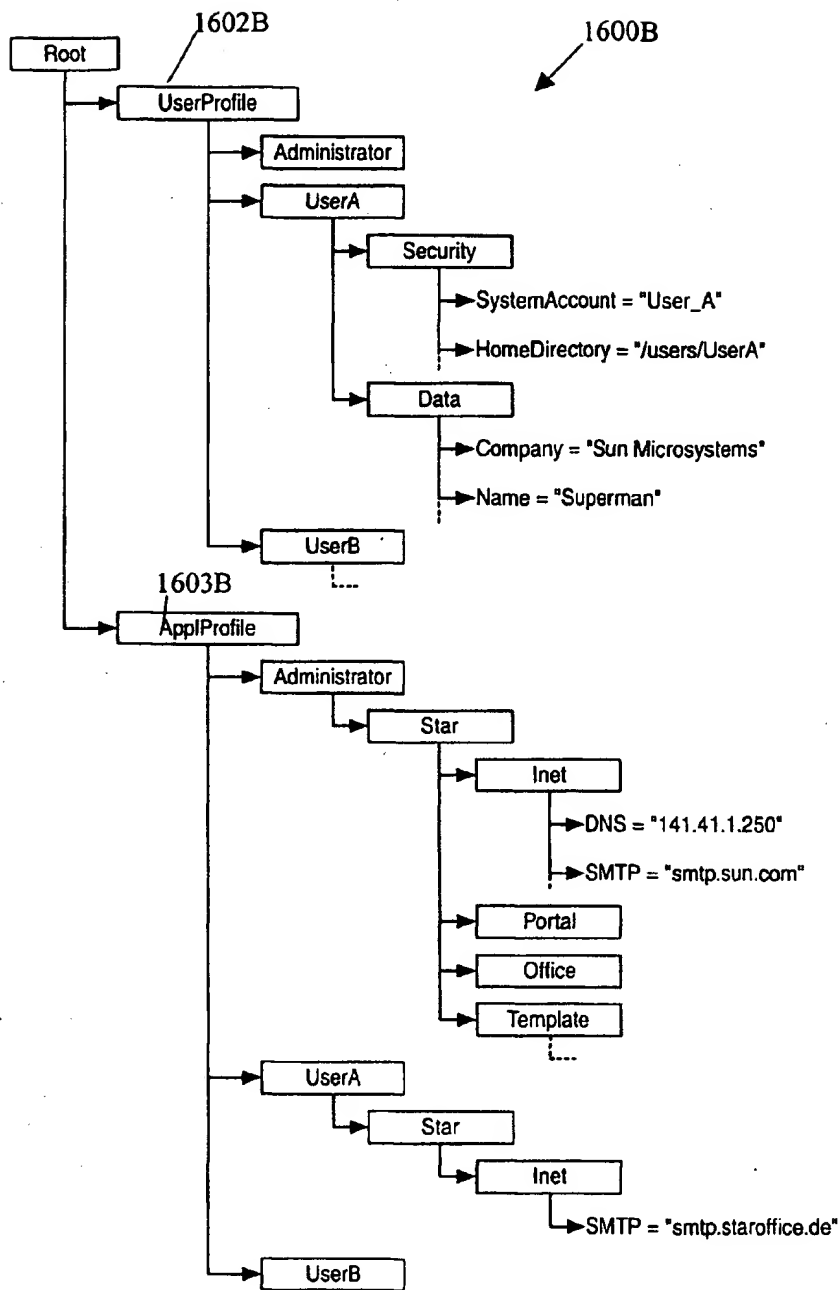 1602B
1600B
Root
UserProfile
Administrator
UserA
Security
SystemAccount = "User_A"
HomeDirectory = "/users/UserA"
Data
Company = "Sun Microsystems"
Name = "Superman"
UserB
1603B
ApplProfile
Administrator
Star
Inet
DNS = "141.41.1.250"
SMTP = "smtp.sun.com"
Portal
Office
Template
UserA
Star
Inet
SMTP = "smtp.staroffice.de"
UserB